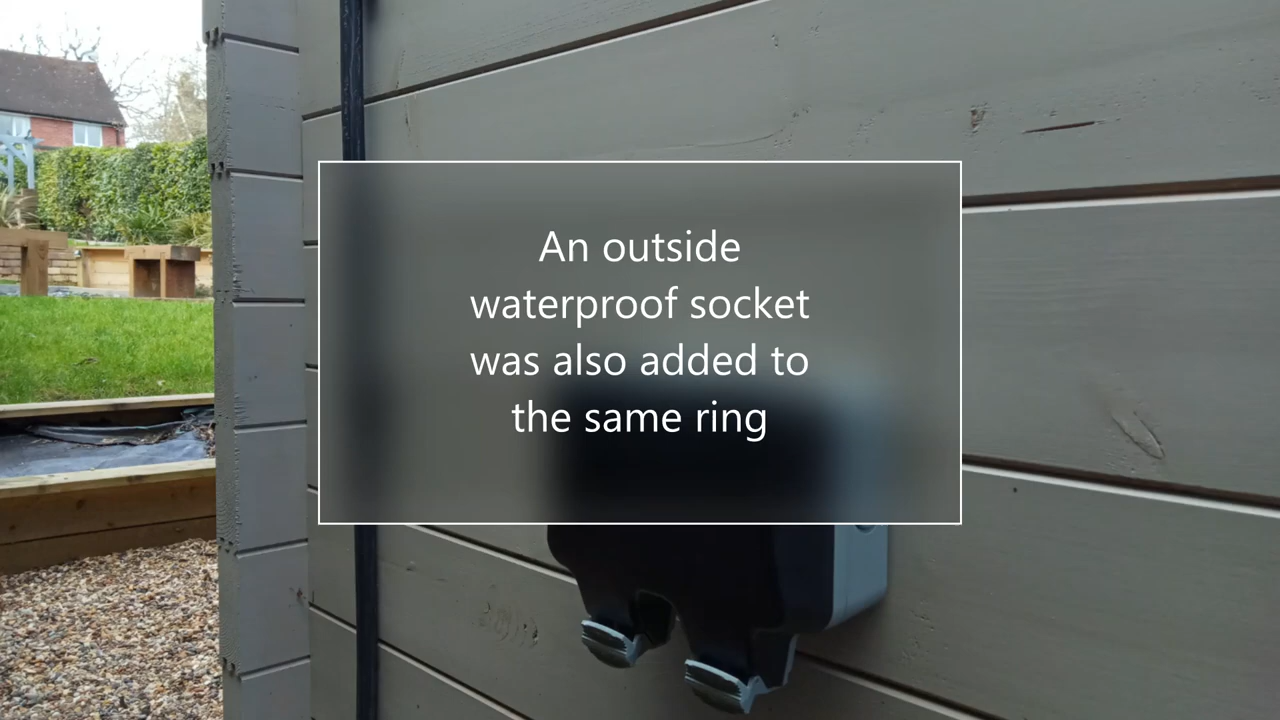 An outside
waterproof socket
was also added to
the same ring